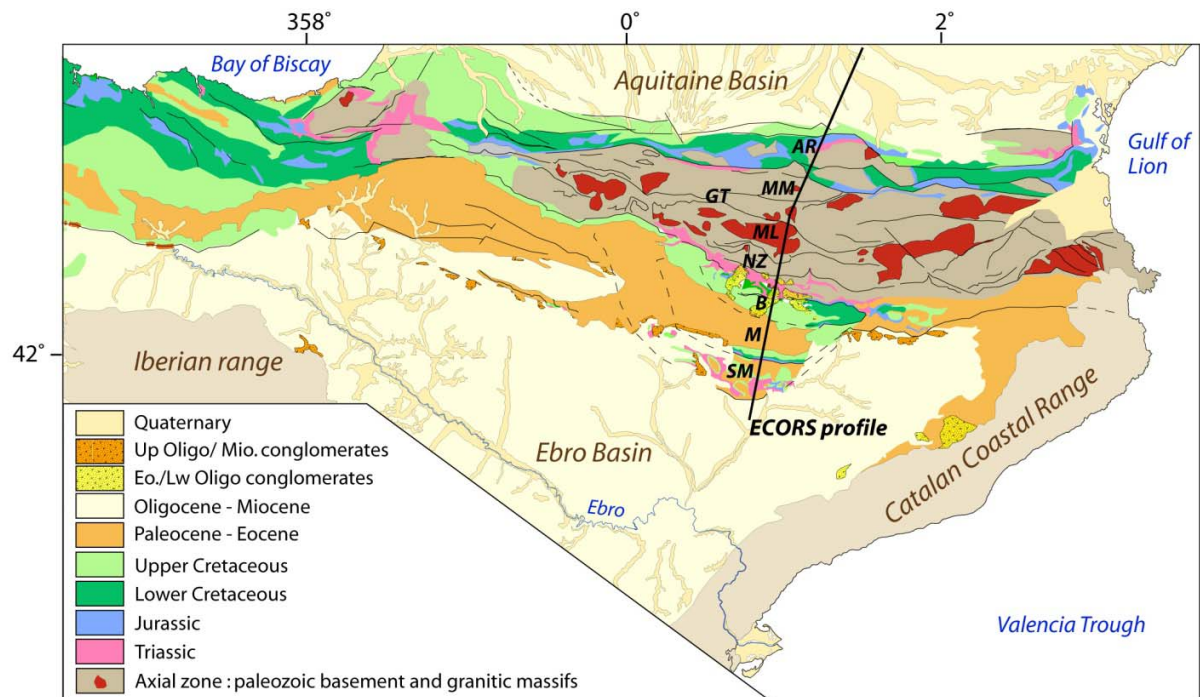 358°
0°
2°
Bay of Biscay
Aquitaine Basin
Gulf of
Lion
AR
MM
GT
ML
NZ
B
M
42°
SM
Iberian range
ECORS profile
Ebro Basin
Catalan Coastal Range
Ebro
Valencia Trough
Quaternary
Up Oligo/ Mio. conglomerates
Eo./Lw Oligo conglomerates
Oligocene - Miocene
Paleocene - Eocene
Upper Cretaceous
Lower Cretaceous
Jurassic
Triassic
Axial zone : paleozoic basement and granitic massifs